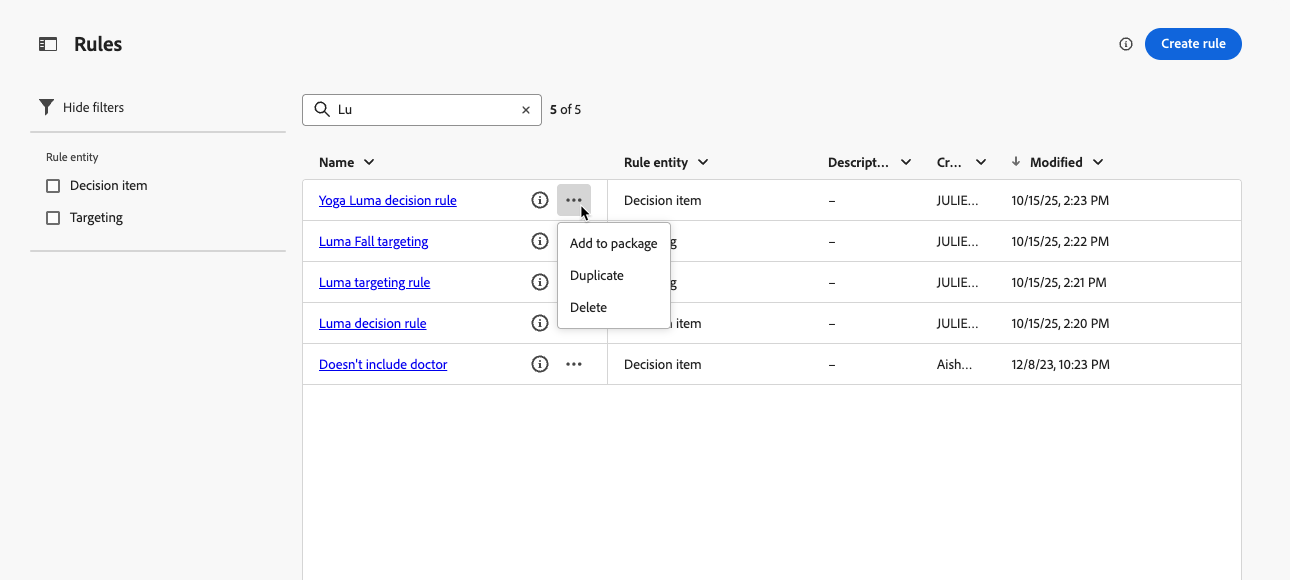 Rules
Create rule
Hide filters
Lu
5 of 5
Rule entity
Decision item
Targeting
Name Rule entity Descript... Cr... Modified
Yoga Luma decision rule Decision item – JULIE... 10/15/25, 2:23 PM
Luma Fall targeting g – JULIE... 10/15/25, 2:22 PM
Luma targeting rule g – JULIE... 10/15/25, 2:21 PM
Luma decision rule item – JULIE... 10/15/25, 2:20 PM
Doesn't include doctor Decision item – Aish... 12/8/23, 10:23 PM
Add to package
Duplicate
Delete